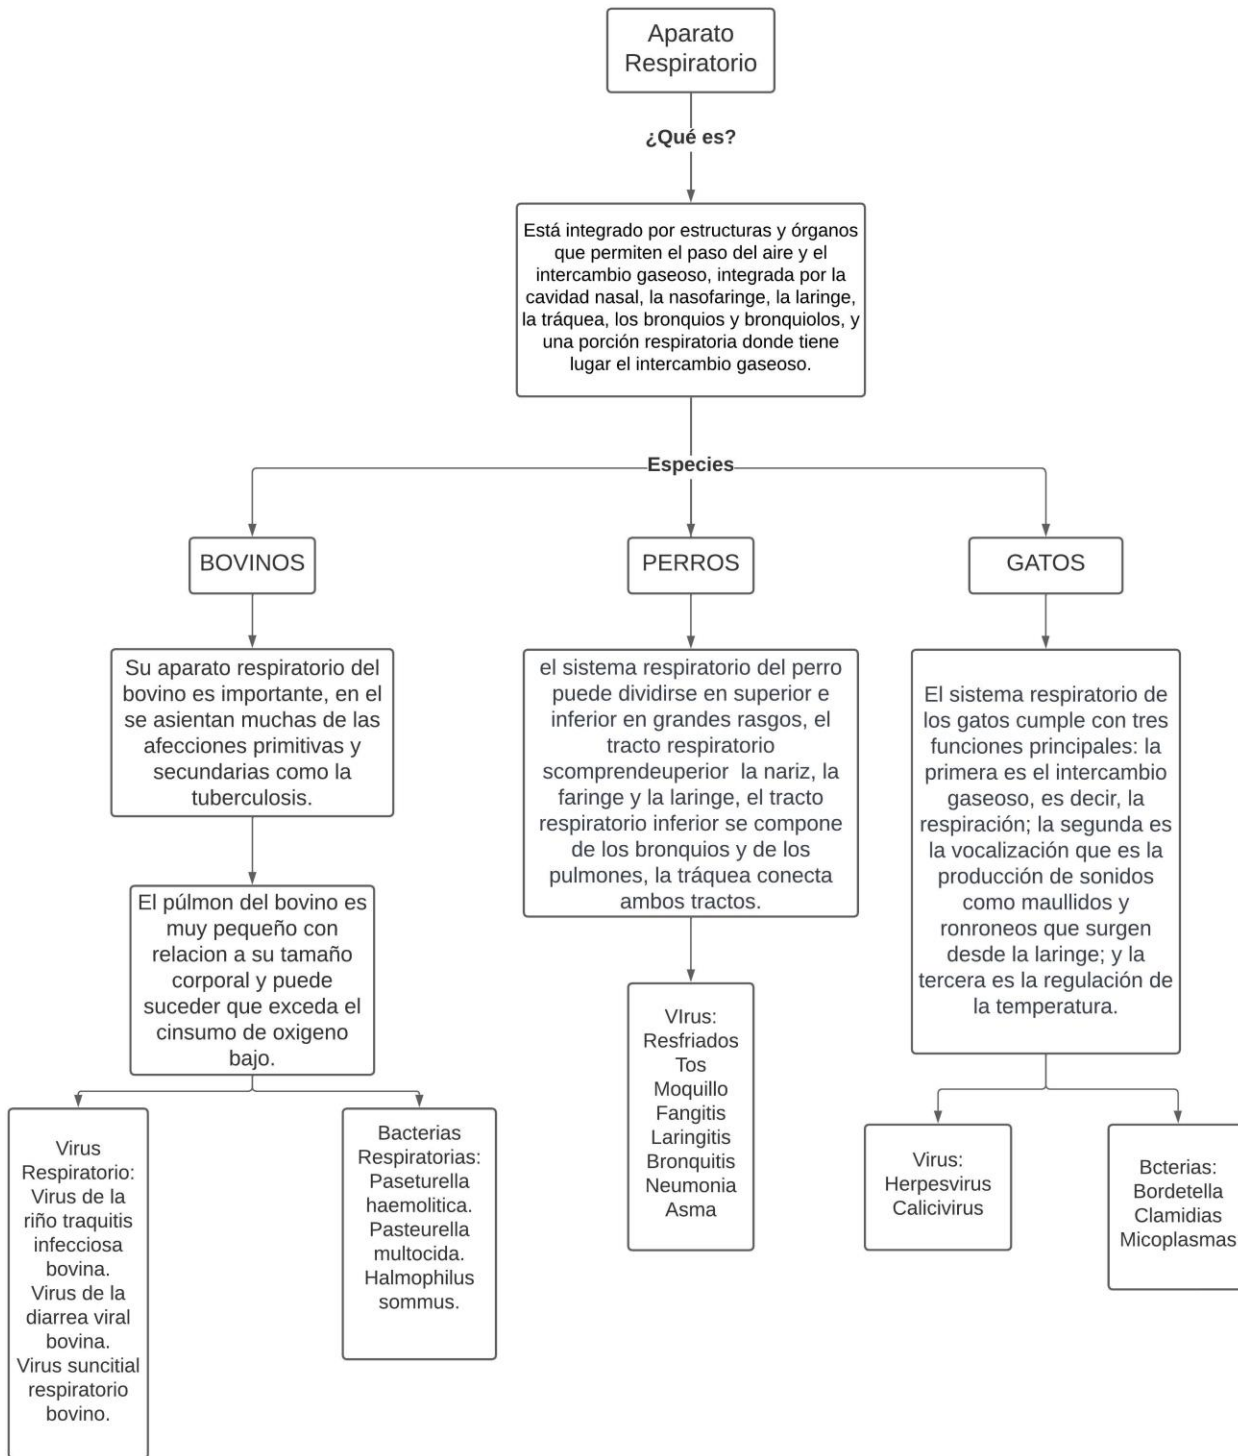 Aparato
Respiratorio
¿Qué es?
Está integrado por estructuras y órganos
que permiten el paso del aire y el
intercambio gaseoso, integrada por la
cavidad nasal, la nasofaringe, la laringe,
la tráquea, los bronquios y bronquiolos, y
una porción respiratoria donde tiene
lugar el intercambio gaseoso.
Especies
BOVINOS
Su aparato respiratorio del
bovino es importante, en el
se asientan muchas de las
afecciones primitivas y
secundarias como la
tuberculosis.
El púlmon del bovino es
muy pequeño con
relacion a su tamaño
corporal y puede
suceder que exceda el
cinsumo de oxigeno
bajo.
Virus
Respiratorio:
Virus de la
riño traquitis
infecciosa
bovina.
Virus de la
diarrea viral
bovina.
Virus suncitial
respiratorio
bovino.
Bacterias
Respiratorias:
Paseturella
haemolitica.
Pasteurella
multocida.
Halmophilus
sommus.
PERROS
el sistema respiratorio del perro
puede dividirse en superior e
inferior en grandes rasgos, el
tracto respiratorio
scomprendeuperior la nariz, la
faringe y la laringe, el tracto
respiratorio inferior se compone
de los bronquios y de los
pulmones, la tráquea conecta
ambos tractos.
VIrus:
Resfriados
Tos
Moquillo
Fangitis
Laringitis
Bronquitis
Neumonia
Asma
GATOS
El sistema respiratorio de
los gatos cumple con tres
funciones principales: la
primera es el intercambio
gaseoso, es decir, la
respiración; la segunda es
la vocalización que es la
producción de sonidos
como maullidos y
ronroneos que surgen
desde la laringe; y la
tercera es la regulación de
la temperatura.
Virus:
Herpesvirus
Calicivirus
Bcterias:
Bordetella
Clamidias
Micoplasmas